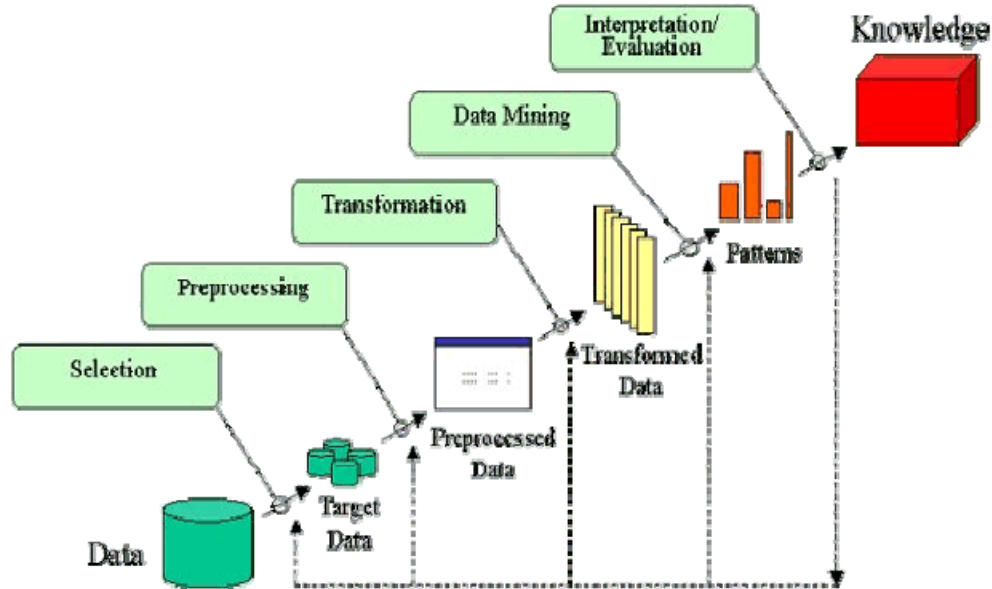 Interpretation/
Evaluation
Knowledge
Data Mining
Transformation
Patterns
Preprocessing
Transformed
Data
Selection
Preprocessed
Data
Target
Data
Data